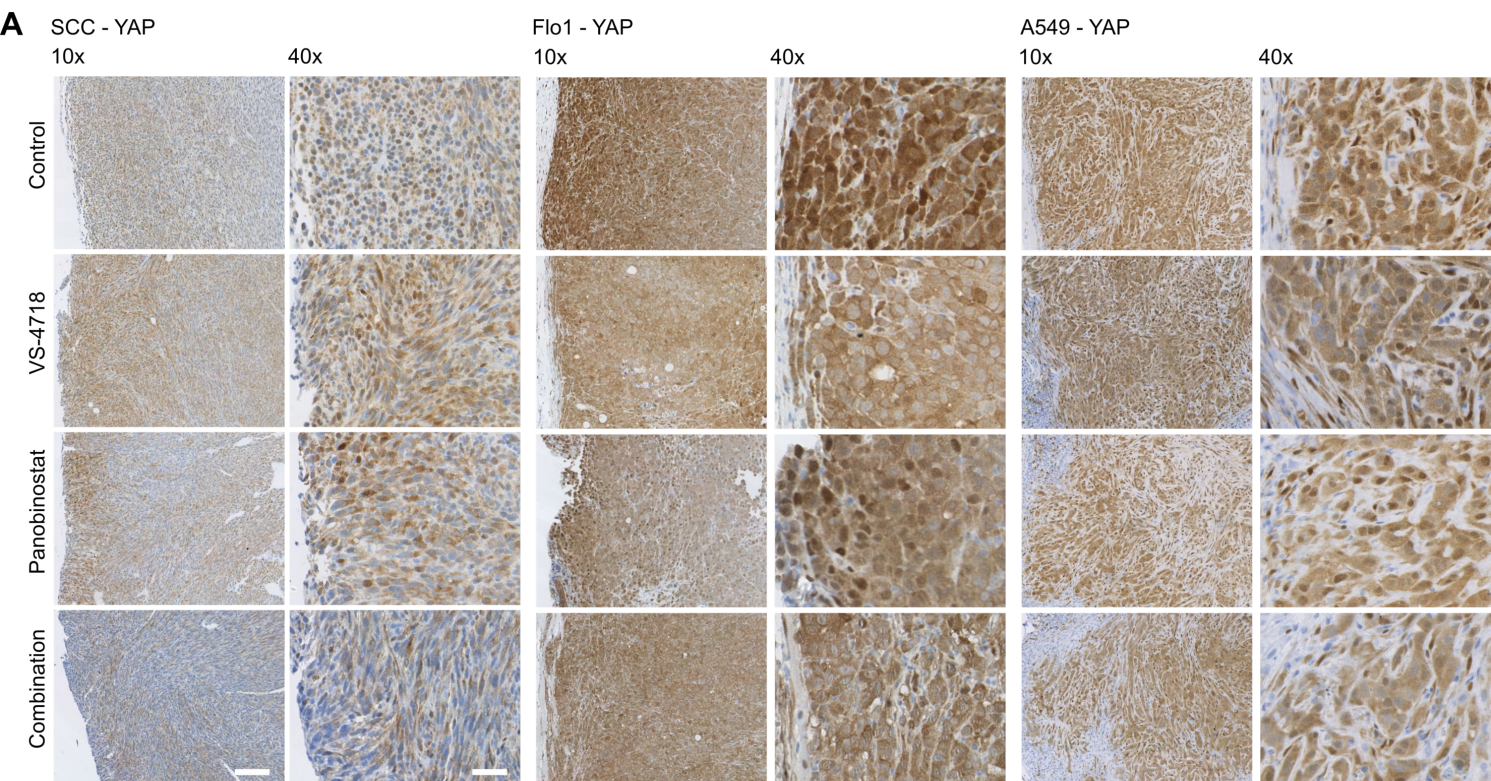 A
SCC - YAP
Flo1 - YAP
A549 - YAP
10x
40x
10x
40x
10x
40x
Control
VS-4718
Panobinostat
Combination